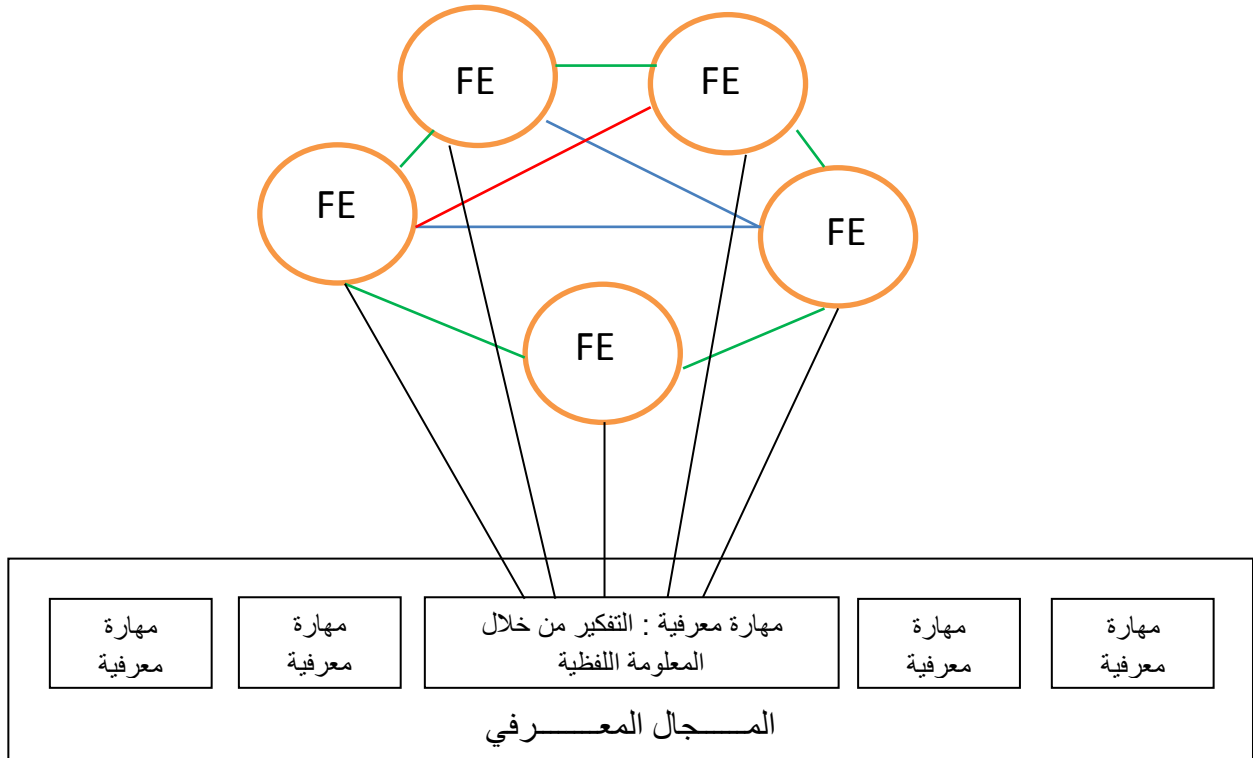 FE
FE
FE
FE
FE
مهارة
معرفية
مهارة
معرفية
مهارة معرفية : التفكير من خلال
المعلومة اللفظية
مهارة
معرفية
مهارة
معرفية
المـــــجال المعــــــــرفي